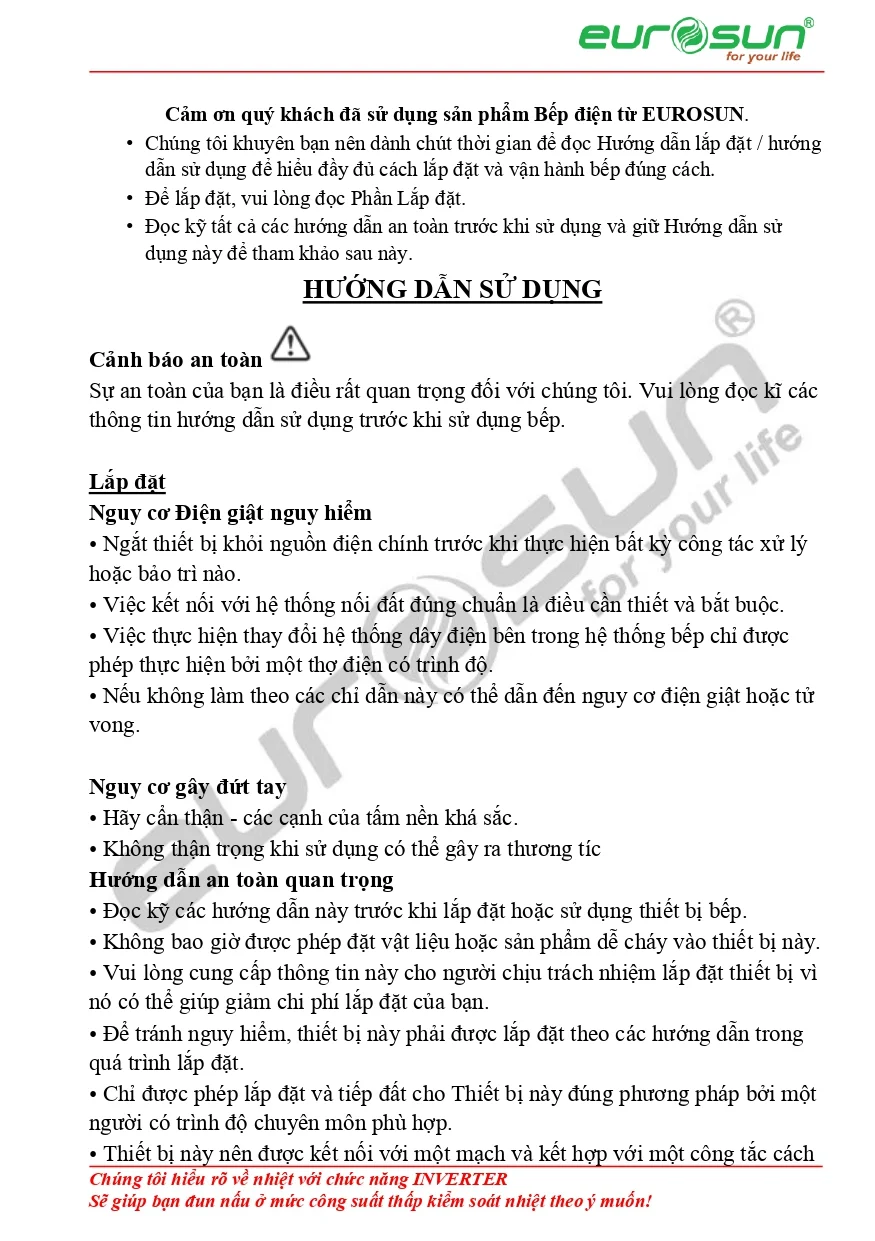 eurosun®
for your life
Cảm ơn quý khách đã sử dụng sản phẩm Bếp điện từ EUROSUN.
• Chúng tôi khuyên bạn nên dành chút thời gian để đọc Hướng dẫn lắp đặt / hướng
dẫn sử dụng để hiểu đầy đủ cách lắp đặt và vận hành bếp đúng cách.
• Để lắp đặt, vui lòng đọc Phần Lắp đặt.
• Đọc kỹ tất cả các hướng dẫn an toàn trước khi sử dụng và giữ Hướng dẫn sử
dụng này để tham khảo sau này.
HƯỚNG DẪN SỬ DỤNG
Cảnh báo an toàn
Sự an toàn của bạn là điều rất quan trọng đối với chúng tôi. Vui lòng đọc kĩ các
thông tin hướng dẫn sử dụng trước khi sử dụng bếp.
Lắp đặt
Nguy cơ Điện giật nguy hiểm
• Ngắt thiết bị khỏi nguồn điện chính trước khi thực hiện bất kỳ công tác xử lý
hoặc bảo trì nào.
• Việc kết nối với hệ thống nối đất đúng chuẩn là điều cần thiết và bắt buộc.
• Việc thực hiện thay đổi hệ thống dây điện bên trong hệ thống bếp chỉ được
phép thực hiện bởi một thợ điện có trình độ.
• Nếu không làm theo các chỉ dẫn này có thể dẫn đến nguy cơ điện giật hoặc tử
vong.
Nguy cơ gây đứt tay
• Hãy cẩn thận - các cạnh của tấm nền khá sắc.
• Không thận trọng khi sử dụng có thể gây ra thương tíc
Hướng dẫn an toàn quan trọng
• Đọc kỹ các hướng dẫn này trước khi lắp đặt hoặc sử dụng thiết bị bếp.
• Không bao giờ được phép đặt vật liệu hoặc sản phẩm dễ cháy vào thiết bị này.
• Vui lòng cung cấp thông tin này cho người chịu trách nhiệm lắp đặt thiết bị vì
nó có thể giúp giảm chi phí lắp đặt của bạn.
• Để tránh nguy hiểm, thiết bị này phải được lắp đặt theo các hướng dẫn trong
quá trình lắp đặt.
• Chỉ được phép lắp đặt và tiếp đất cho Thiết bị này đúng phương pháp bởi một
người có trình độ chuyên môn phù hợp.
• Thiết bị này nên được kết nối với một mạch và kết hợp với một công tắc cách
Chúng tôi hiểu rõ về nhiệt với chức năng INVERTER
Sẽ giúp bạn đun nấu ở mức công suất thấp kiểm soát nhiệt theo ý muốn!
eurosun®
for your life